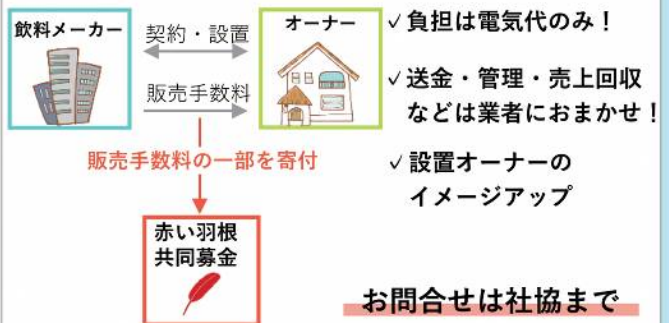 飲料メーカー
契約・設置
販売手数料
オーナー
販売手数料の一部を寄付
赤い羽根
共同募金
✓負担は電気代のみ！
✓送金・管理・売上回収
などは業者におまかせ！
✓設置オーナーの
イメージアップ
お問合せは社協まで